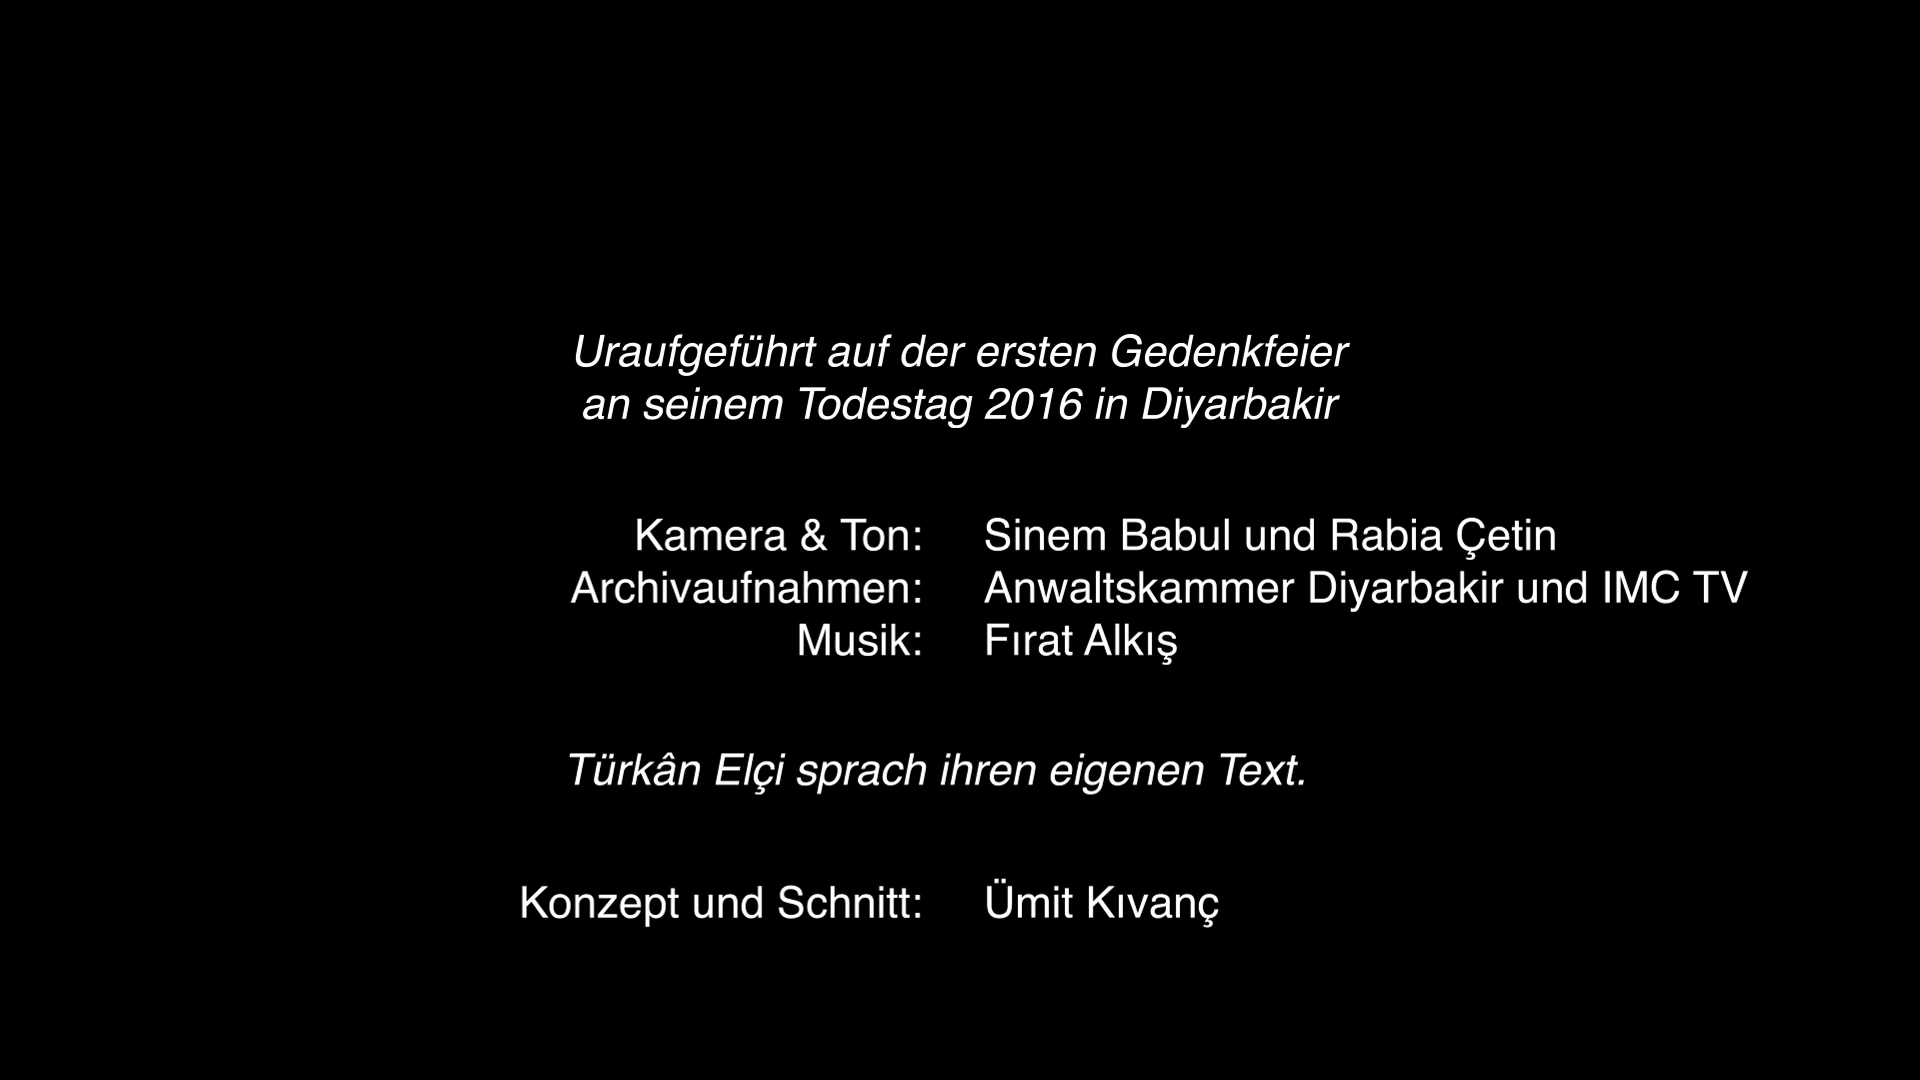 Uraufgeführt auf der ersten Gedenkfeier
an seinem Todestag 2016 in Diyarbakir
Kamera & Ton: Sinem Babul und Rabia Çetin
Archivaufnahmen: Anwaltskammer Diyarbakir und IMC TV
Musik: Fırat Alkış
Türkân Elçi sprach ihren eigenen Text.
Konzept und Schnitt: Ümit Kıvanç